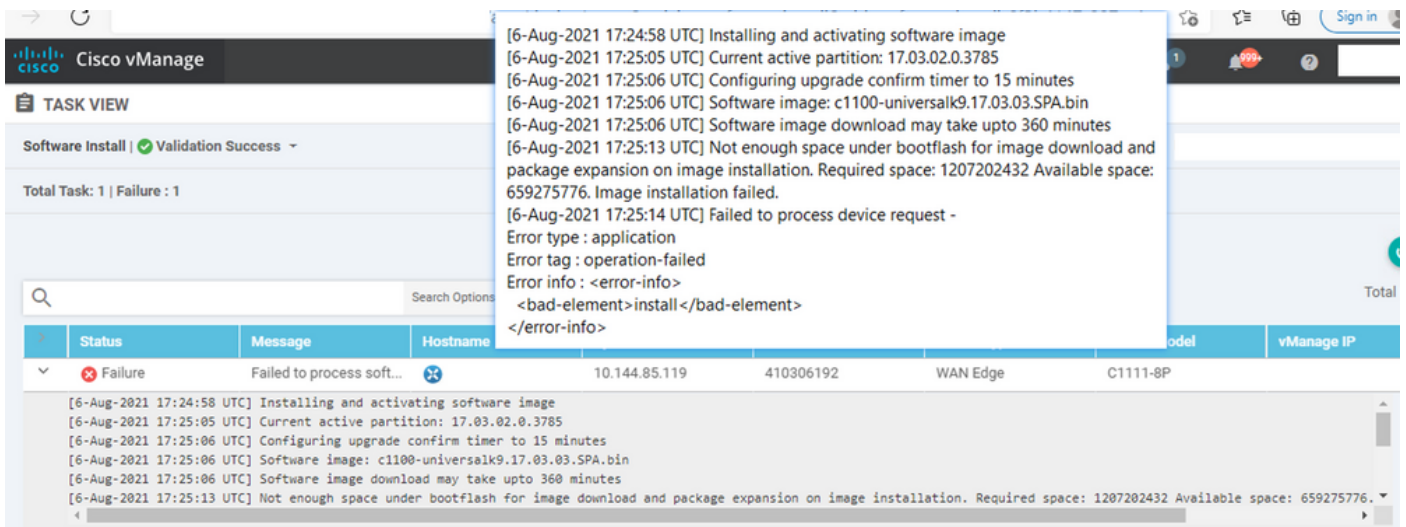 Sign in
CISCO
Cisco vManage
1
999+
TASK VIEW
Software Install | Validation Success
Total Task: 1 | Failure : 1
[6-Aug-2021 17:24:58 UTC] Installing and activating software image
[6-Aug-2021 17:25:05 UTC] Current active partition: 17.03.02.0.3785
[6-Aug-2021 17:25:06 UTC] Configuring upgrade confirm timer to 15 minutes
[6-Aug-2021 17:25:06 UTC] Software image: c1100-universalk9.17.03.03.SPA.bin
[6-Aug-2021 17:25:06 UTC] Software image download may take upto 360 minutes
[6-Aug-2021 17:25:13 UTC] Not enough space under bootflash for image download and
package expansion on image installation. Required space: 1207202432 Available space:
659275776. Image installation failed.
[6-Aug-2021 17:25:14 UTC] Failed to process device request -
Error type : application
Error tag : operation-failed
Error info : <error-info>
<bad-element>install</bad-element>
</error-info>
Search Options
Total
Status Message Hostname odel vManage IP
Failure Failed to process soft... 10.144.85.119 410306192 WAN Edge C1111-8P
[6-Aug-2021 17:24:58 UTC] Installing and activating software image
[6-Aug-2021 17:25:05 UTC] Current active partition: 17.03.02.0.3785
[6-Aug-2021 17:25:06 UTC] Configuring upgrade confirm timer to 15 minutes
[6-Aug-2021 17:25:06 UTC] Software image: c1100-universalk9.17.03.03.SPA.bin
[6-Aug-2021 17:25:06 UTC] Software image download may take upto 360 minutes
[6-Aug-2021 17:25:13 UTC] Not enough space under bootflash for image download and package expansion on image installation. Required space: 1207202432 Available space: 659275776.